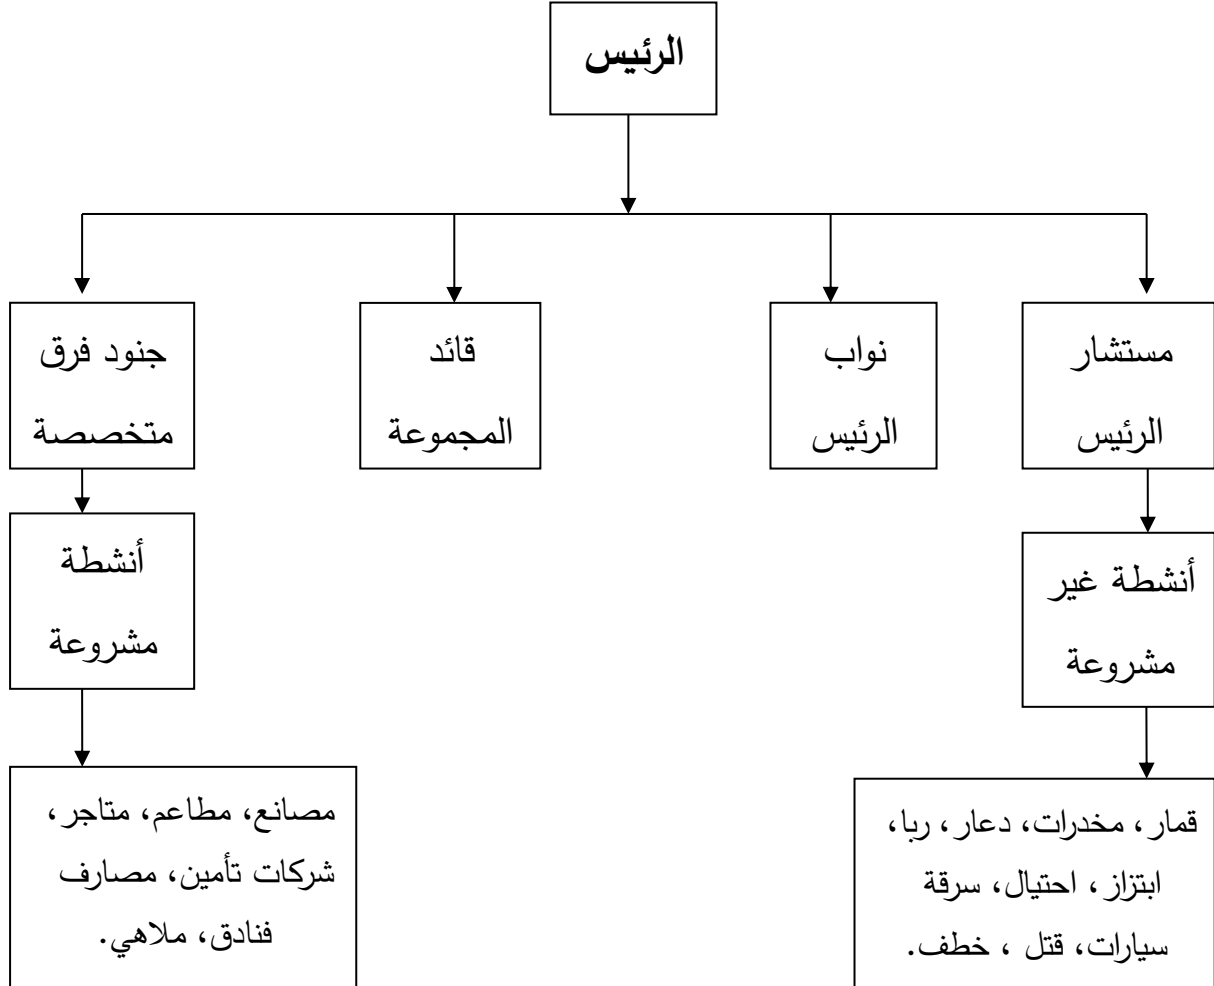 الرئيس
مستشار
الرئيس
نواب
الرئيس
قائد
المجموعة
جنود فرق
متخصصة
أنشطة غير
مشروعة
أنشطة
مشروعة
قمار، مخدرات، دعار، ربا،
ابتزاز، احتيال، سرقة
سيارات، قتل ، خطف.
مصانع، مطاعم، متاجر،
شركات تأمين، مصارف
فنادق، ملاهي.